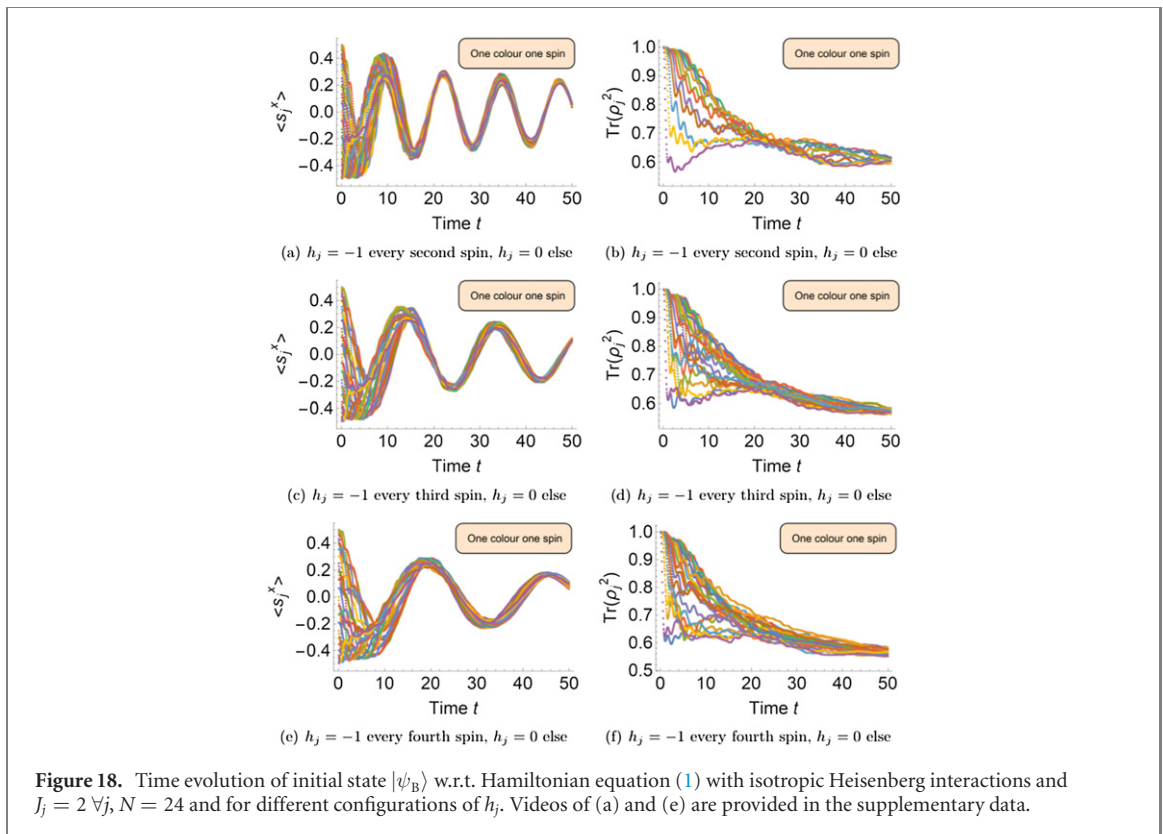 <s_j^x>
0.4
0.2
0.0
−0.2
−0.4
One colour one spin
0 10 20 30 40 50
Time t
(a) h_j = −1 every second spin, h_j = 0 else
Tr(ρ_j^2)
1.0
0.9
0.8
0.7
0.6
One colour one spin
0 10 20 30 40 50
Time t
(b) h_j = −1 every second spin, h_j = 0 else
<s_j^x>
0.4
0.2
0.0
−0.2
−0.4
One colour one spin
0 10 20 30 40 50
Time t
(c) h_j = −1 every third spin, h_j = 0 else
Tr(ρ_j^2)
1.0
0.9
0.8
0.7
0.6
One colour one spin
0 10 20 30 40 50
Time t
(d) h_j = −1 every third spin, h_j = 0 else
<s_j^x>
0.4
0.2
0.0
−0.2
−0.4
One colour one spin
0 10 20 30 40 50
Time t
(e) h_j = −1 every fourth spin, h_j = 0 else
Tr(ρ_j^2)
1.0
0.9
0.8
0.7
0.6
0.5
One colour one spin
0 10 20 30 40 50
Time t
(f) h_j = −1 every fourth spin, h_j = 0 else
Figure 18. Time evolution of initial state |ψ_B⟩ w.r.t. Hamiltonian equation (1) with isotropic Heisenberg interactions and
J_j = 2 ∀j, N = 24 and for different configurations of h_j. Videos of (a) and (e) are provided in the supplementary data.